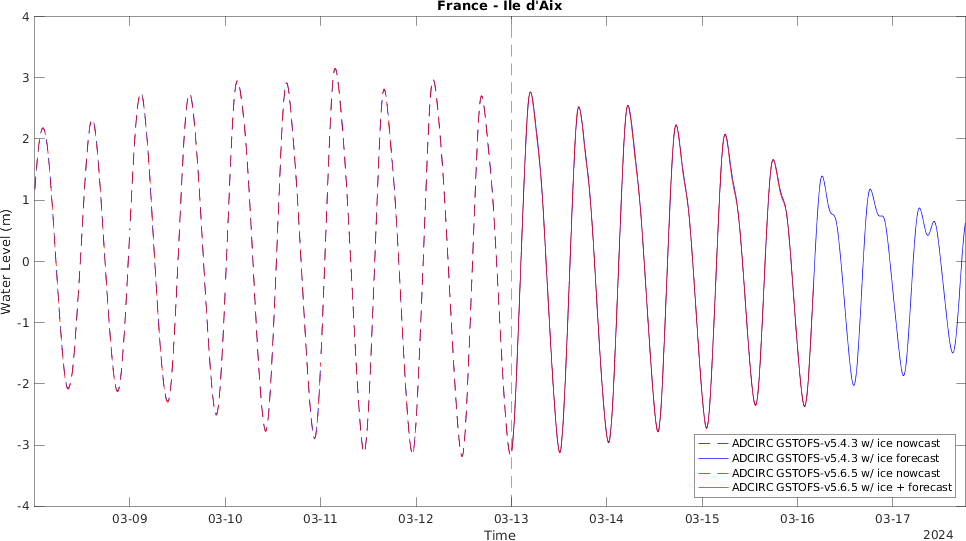 France - Ile d'Aix
4
3
2
1
0
-1
-2
-3
-4
Water Level (m)
03-09 03-10 03-11 03-12 03-13 03-14 03-15 03-16 03-17
Time
2024
ADCIRC GSTOFS-v5.4.3 w/ ice nowcast
ADCIRC GSTOFS-v5.4.3 w/ ice forecast
ADCIRC GSTOFS-v5.6.5 w/ ice nowcast
ADCIRC GSTOFS-v5.6.5 w/ ice + forecast